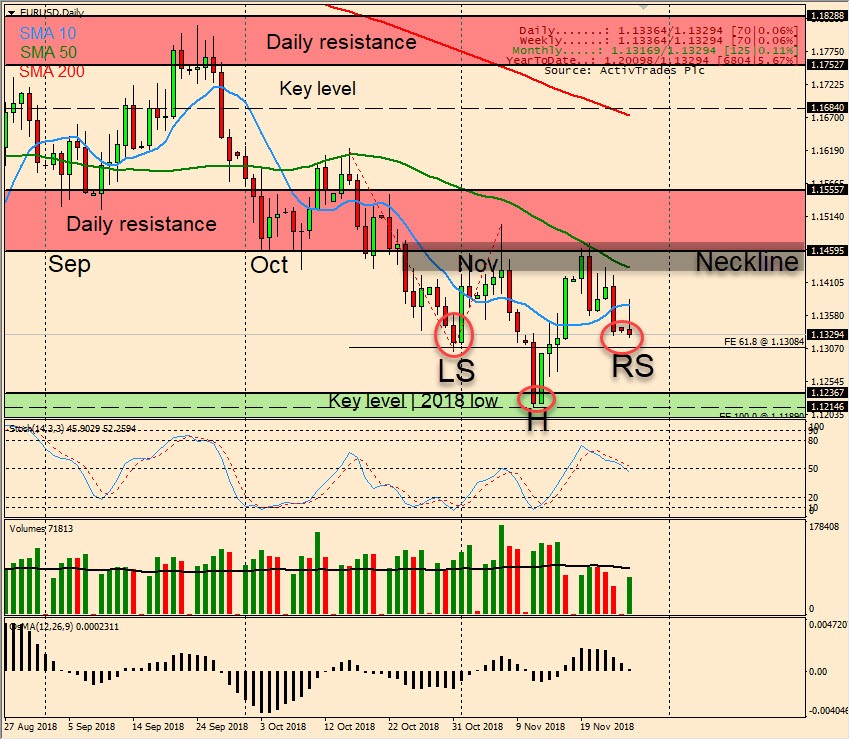 EURUSD.Daily
SMA 10
SMA 50
SMA 200
Daily resistance
Key level
Daily......: 1.13364/1.13294 [70|0.06%]
Weekly.....: 1.13364/1.13294 [70|0.06%]
Monthly....: 1.13169/1.13294 [125|0.11%]
YearToDate..: 1.20098/1.13294 [6804|5.67%]
Source: ActivTrades Plc
1.18288
1.17750
1.17527
1.17225
1.16840
1.16700
1.16190
1.15665
1.15557
1.15140
1.14595
1.14105
1.13580
1.13294
1.13070
1.12545
1.12367
1.12146
1.12035
Daily resistance
Sep
Oct
Nov
Neckline
FE 61.8 @ 1.13084
LS
RS
Key level | 2018 low
H
FE 100.0 @ 1.11890
Stoch(14,3,3) 45.9029 52.2594
100
90
80
50
20
10
0
Volumes 71813
178408
0
OsMA(12,26,9) 0.0002311
0.004720
0.00
-0.004046
27 Aug 2018
5 Sep 2018
14 Sep 2018
24 Sep 2018
3 Oct 2018
12 Oct 2018
22 Oct 2018
31 Oct 2018
9 Nov 2018
19 Nov 2018